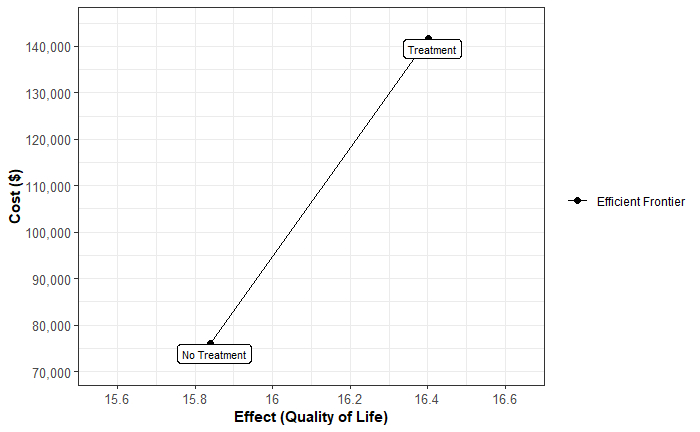 140,000
130,000
120,000
110,000
100,000
90,000
80,000
70,000
Cost ($)
Treatment
No Treatment
15.6 15.8 16 16.2 16.4 16.6
Effect (Quality of Life)
Efficient Frontier